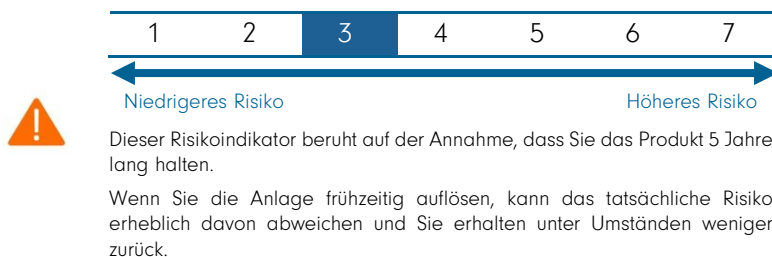 1 2 3 4 5 6 7
Niedrigeres Risiko Höheres Risiko
Dieser Risikoindikator beruht auf der Annahme, dass Sie das Produkt 5 Jahre
lang halten.
Wenn Sie die Anlage frühzeitig auflösen, kann das tatsächliche Risiko
erheblich davon abweichen und Sie erhalten unter Umständen weniger
zurück.